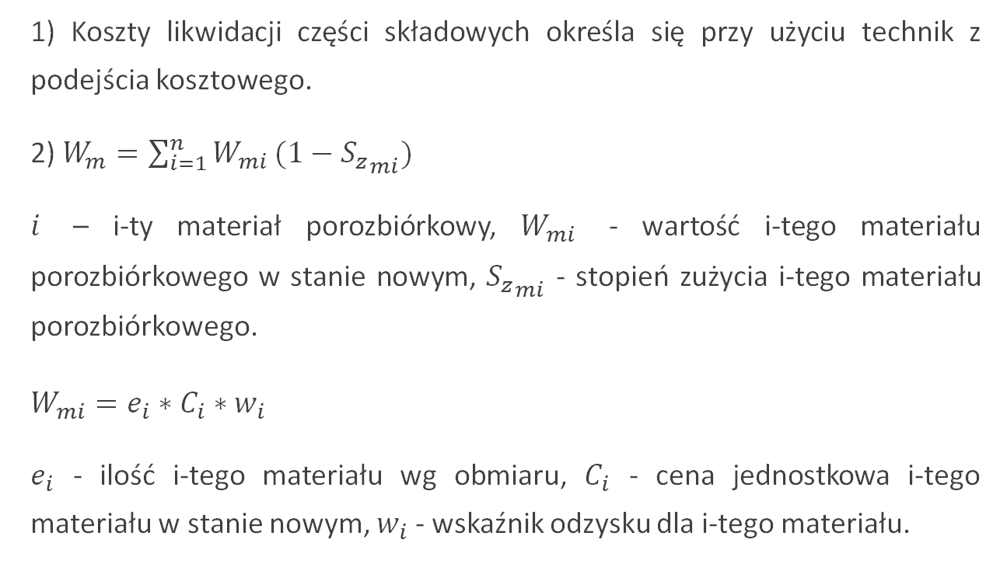 1) Koszty likwidacji części składowych określa się przy użyciu technik z
podejścia kosztowego.
2) $W_m = \sum_{i=1}^{n} W_{mi} (1 - S_{z_{mi}})$
$i$ – i-ty materiał porozbiórkowy, $W_{mi}$ - wartość i-tego materiału
porozbiórkowego w stanie nowym, $S_{z_{mi}}$ - stopień zużycia i-tego materiału
porozbiórkowego.
$W_{mi} = e_i * C_i * w_i$
$e_i$ - ilość i-tego materiału wg obmiaru, $C_i$ - cena jednostkowa i-tego
materiału w stanie nowym, $w_i$ - wskaźnik odzysku dla i-tego materiału.